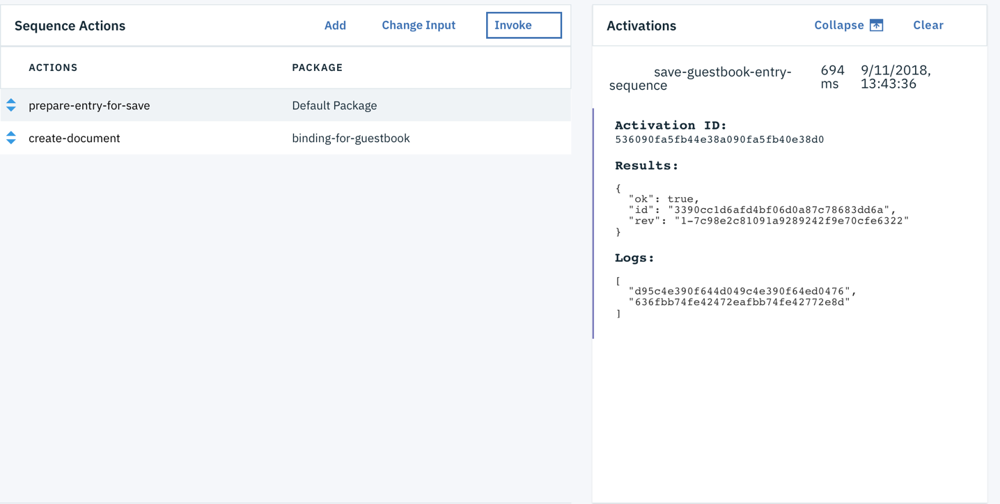 Sequence Actions Add Change Input Invoke
ACTIONS PACKAGE
prepare-entry-for-save Default Package
create-document binding-for-guestbook
Activations Collapse Clear
save-guestbook-entry-
sequence
694
ms
9/11/2018,
13:43:36
Activation ID:
536090fa5fb44e38a090fa5fb40e38d0
Results:
{
"ok": true,
"id": "3390cc1d6afd4bf06d0a87c78683dd6a",
"rev": "1-7c98e2c81091a9289242f9e70cfe6322"
}
Logs:
[
"d95c4e390f644d049c4e390f64ed0476",
"636fbb74fe42472eafbb74fe42772e8d"
]